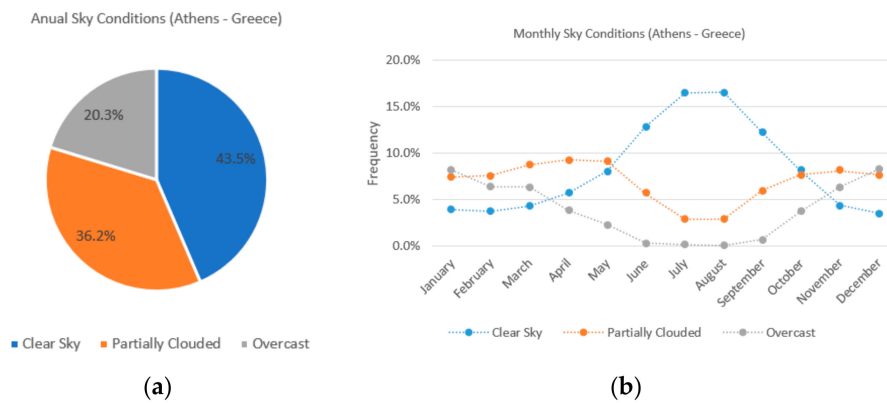 Anual Sky Conditions (Athens - Greece)
20.3%
43.5%
36.2%
Clear Sky Partially Clouded Overcast
(a)
Monthly Sky Conditions (Athens - Greece)
Frequency
20.0%
15.0%
10.0%
5.0%
0.0%
January
February
March
April
May
June
July
August
September
October
November
December
Clear Sky Partially Clouded Overcast
(b)